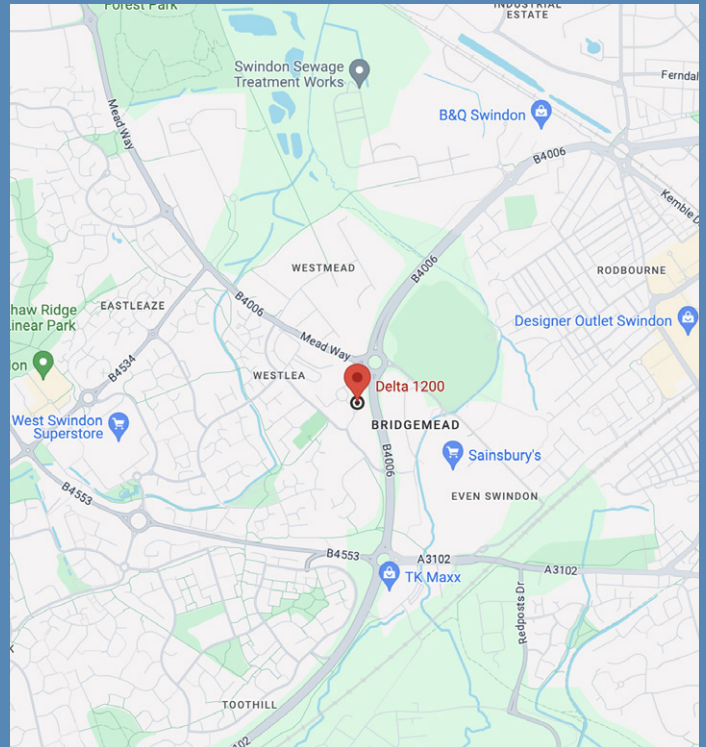 Forest Park
INDUSTRIAL
ESTATE
Swindon Sewage
Treatment Works
Ferndal
B&Q Swindon
Mead Way
B4006
Kemble D
WESTMEAD
B4006
RODBOURNE
haw Ridge
inear Park
EASTLEAZE
B4006
Designer Outlet Swindon
Mead Way
on
B4534
WESTLEA
Delta 1200
West Swindon
Superstore
BRIDGEMEAD
B4006
Sainsbury's
B4553
EVEN SWINDON
B4553
A3102
A3102
TK Maxx
Redposts Dr
K
TOOTHILL
102